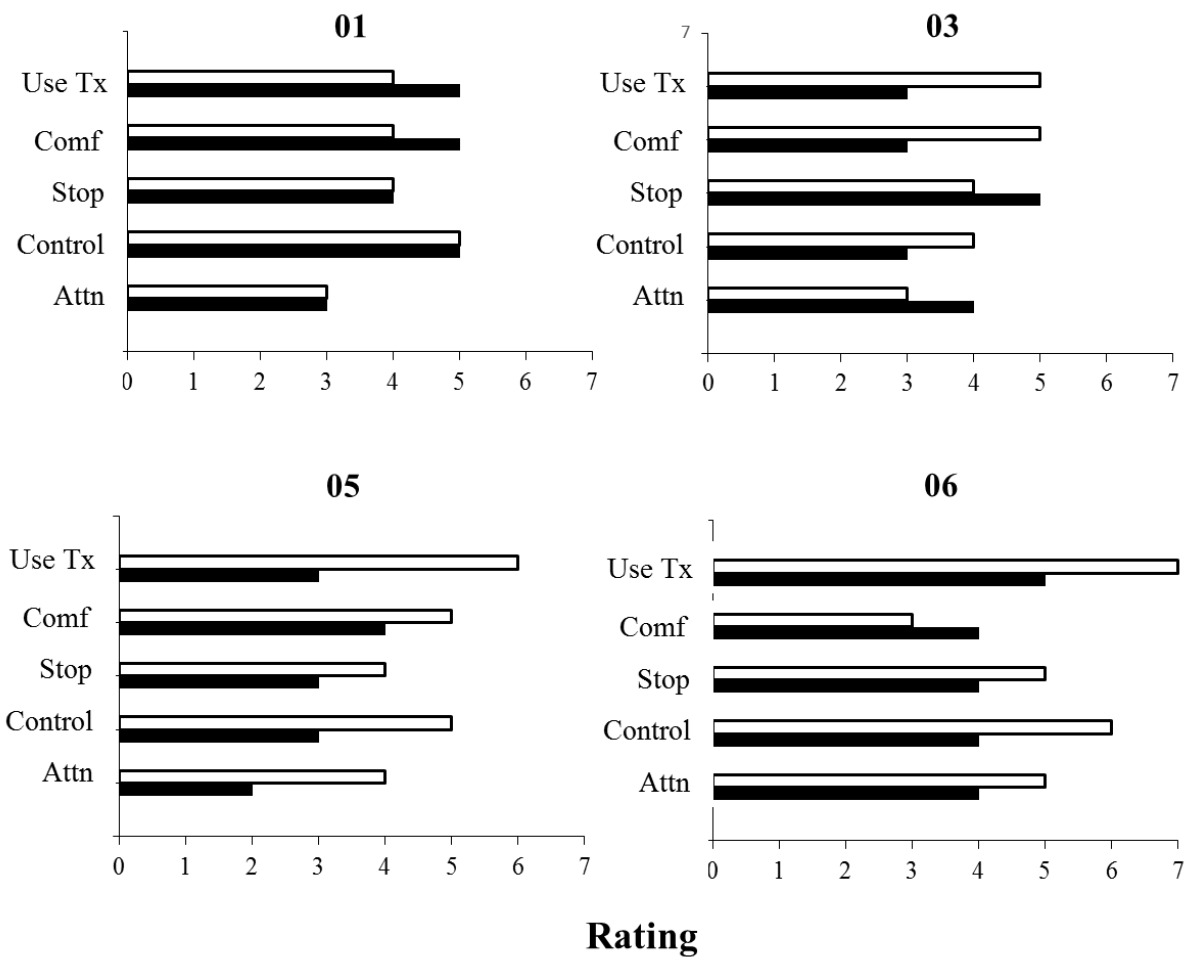 01
Use Tx
Comf
Stop
Control
Attn
0 1 2 3 4 5 6 7
03
7
Use Tx
Comf
Stop
Control
Attn
0 1 2 3 4 5 6 7
05
Use Tx
Comf
Stop
Control
Attn
0 1 2 3 4 5 6 7
06
Use Tx
Comf
Stop
Control
Attn
0 1 2 3 4 5 6 7
Rating